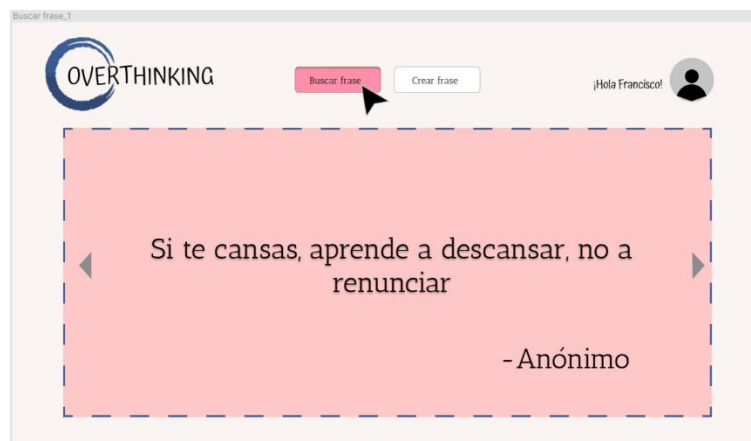 Buscar frase_1
OVERTHINKING
Buscar frase
Crear frase
¡Hola Francisco!
Si te cansas, aprende a descansar, no a
renunciar
-Anónimo